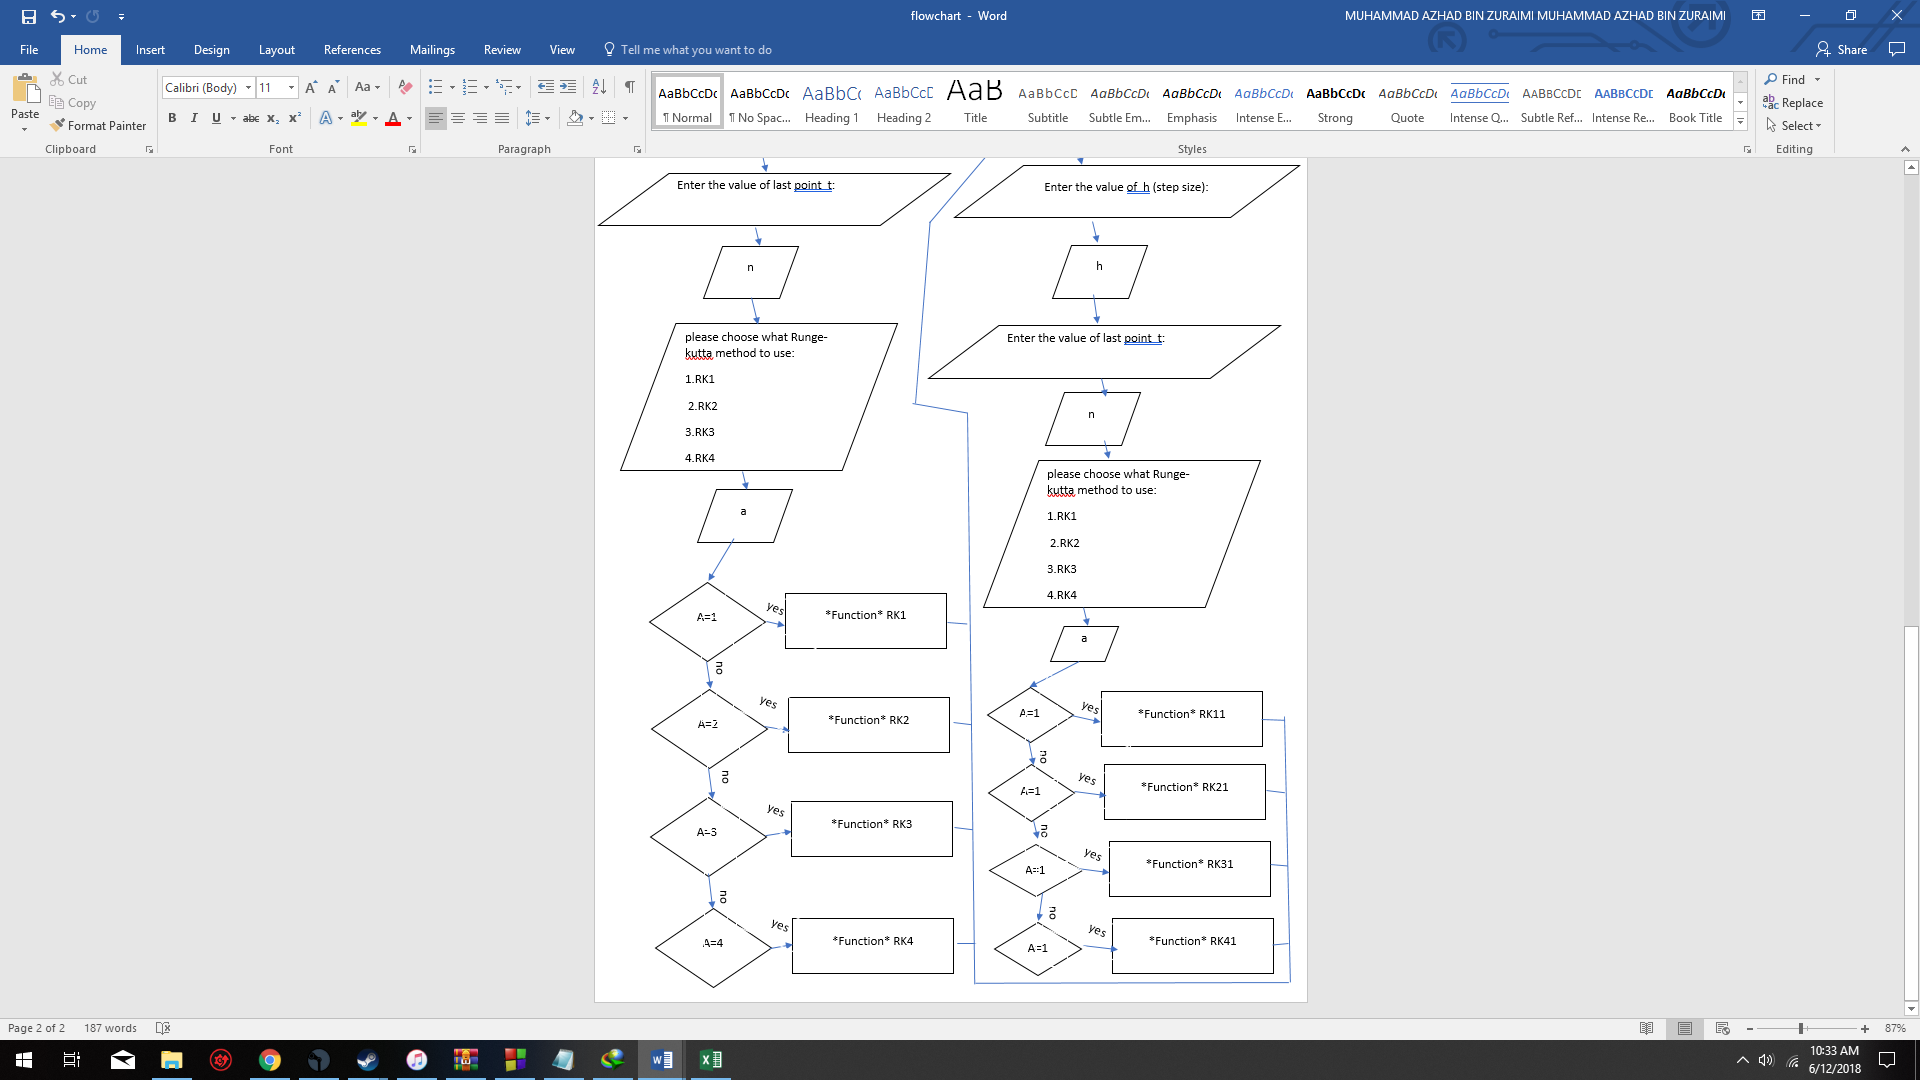 flowchart - Word
MUHAMMAD AZHAD BIN ZURAIMI MUHAMMAD AZHAD BIN ZURAIMI
File Home Insert Design Layout References Mailings Review View Tell me what you want to do
Share
Paste
Cut
Copy
Format Painter
Clipboard
Calibri (Body) 11
Font
Paragraph
AaBbCcDc AaBbCcDc AaBbCc AaBbCcD AaB AaBbCcD AaBbCcDc AaBbCcDc AaBbCcDc AaBbCcDc AaBbCcDc AaBbCcDc AABBCCDE AABBCCDE AaBbCcDc
¶ Normal ¶ No Spac... Heading 1 Heading 2 Title Subtitle Subtle Em... Emphasis Intense E... Strong Quote Intense Q... Subtle Ref... Intense Re... Book Title
Styles
Find
Replace
Select
Editing
Enter the value of last point t:
n
please choose what Runge-
kutta method to use:
1.RK1
2.RK2
3.RK3
4.RK4
a
A=1
yes
*Function* RK1
no
A=2
yes
*Function* RK2
no
A=3
yes
*Function* RK3
no
A=4
yes
*Function* RK4
Enter the value of h (step size):
h
Enter the value of last point t:
n
please choose what Runge-
kutta method to use:
1.RK1
2.RK2
3.RK3
4.RK4
a
A=1
yes
*Function* RK11
no
A=1
yes
*Function* RK21
no
A=1
yes
*Function* RK31
no
A=1
yes
*Function* RK41
Page 2 of 2 187 words
87%
10:33 AM
6/12/2018